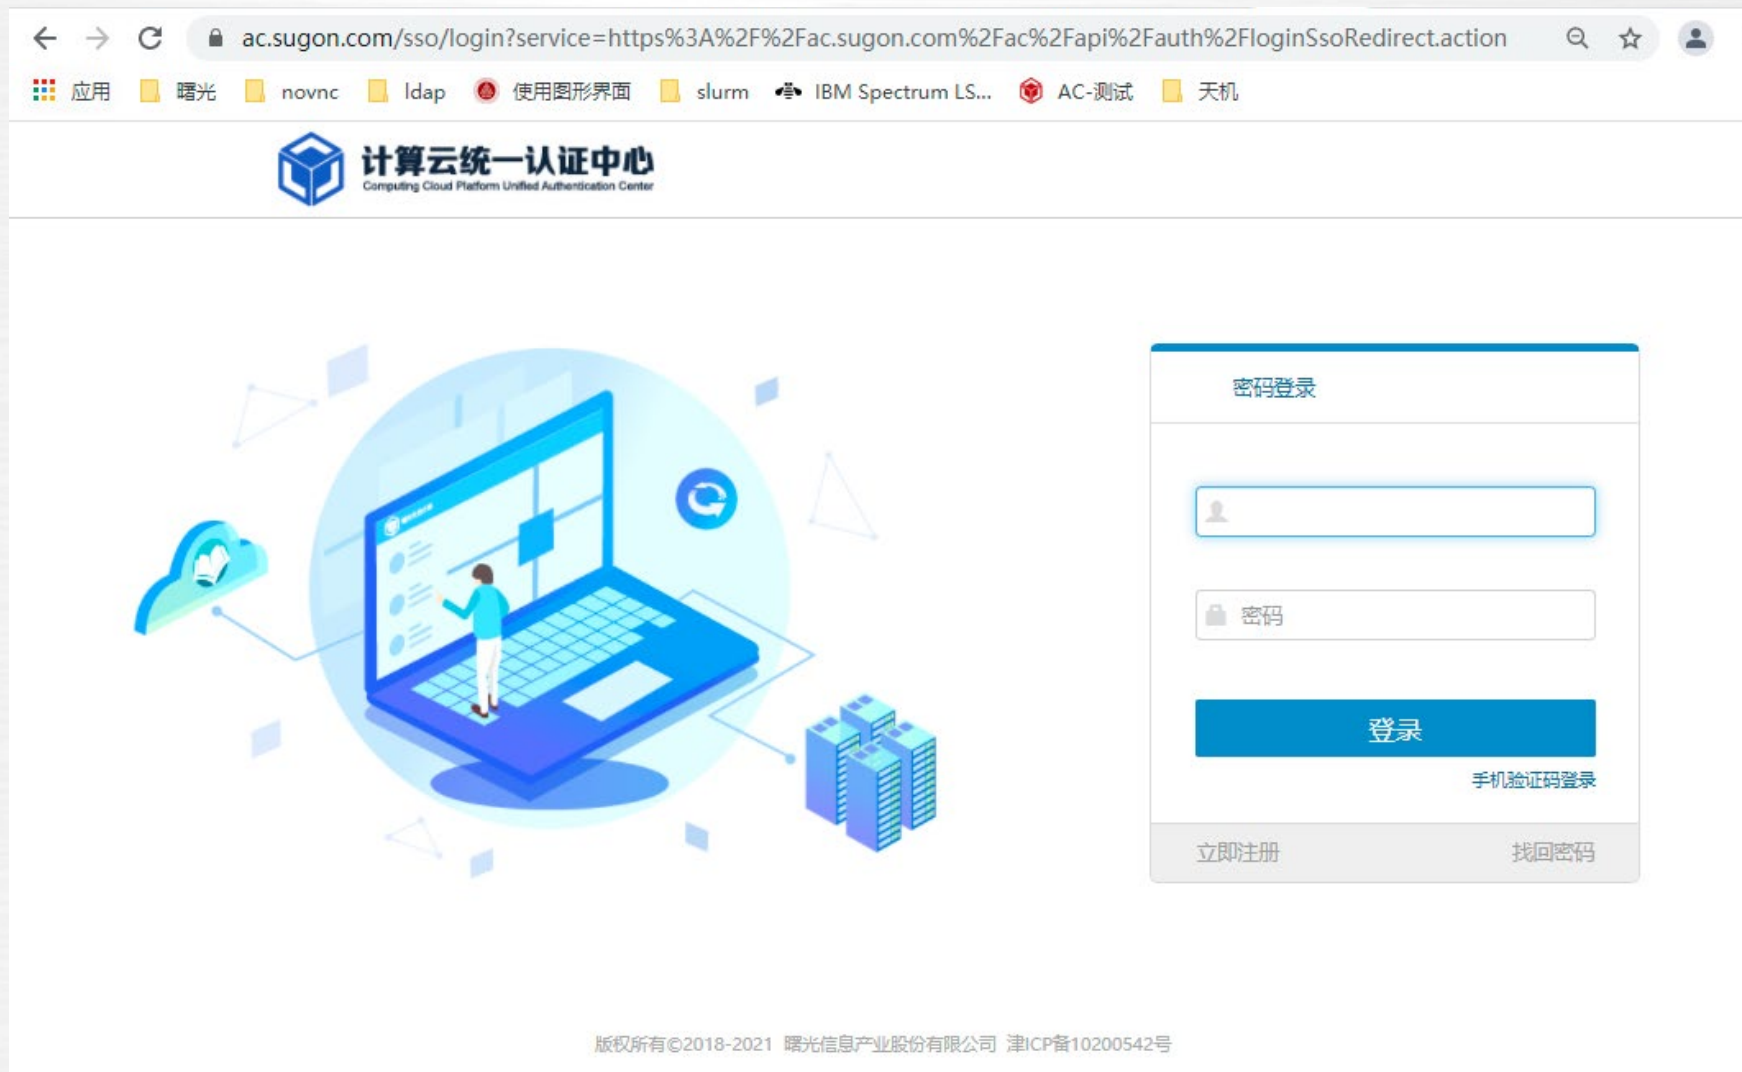 ac.sugon.com/sso/login?service=https%3A%2F%2Fac.sugon.com%2Fac%2Fapi%2Fauth%2FloginSsoRedirect.action
应用 曙光 novnc ldap 使用图形界面 slurm IBM Spectrum LS... AC-测试 天机
计算云统一认证中心
Computing Cloud Platform Unified Authentication Center
密码登录
密码
登录
手机验证码登录
立即注册 找回密码
版权所有©2018-2021 曙光信息产业股份有限公司 津ICP备10200542号